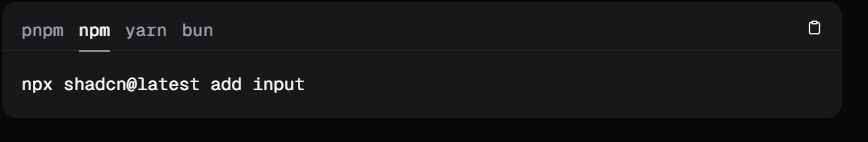 pnpm npm yarn bun
npx shadcn@latest add input